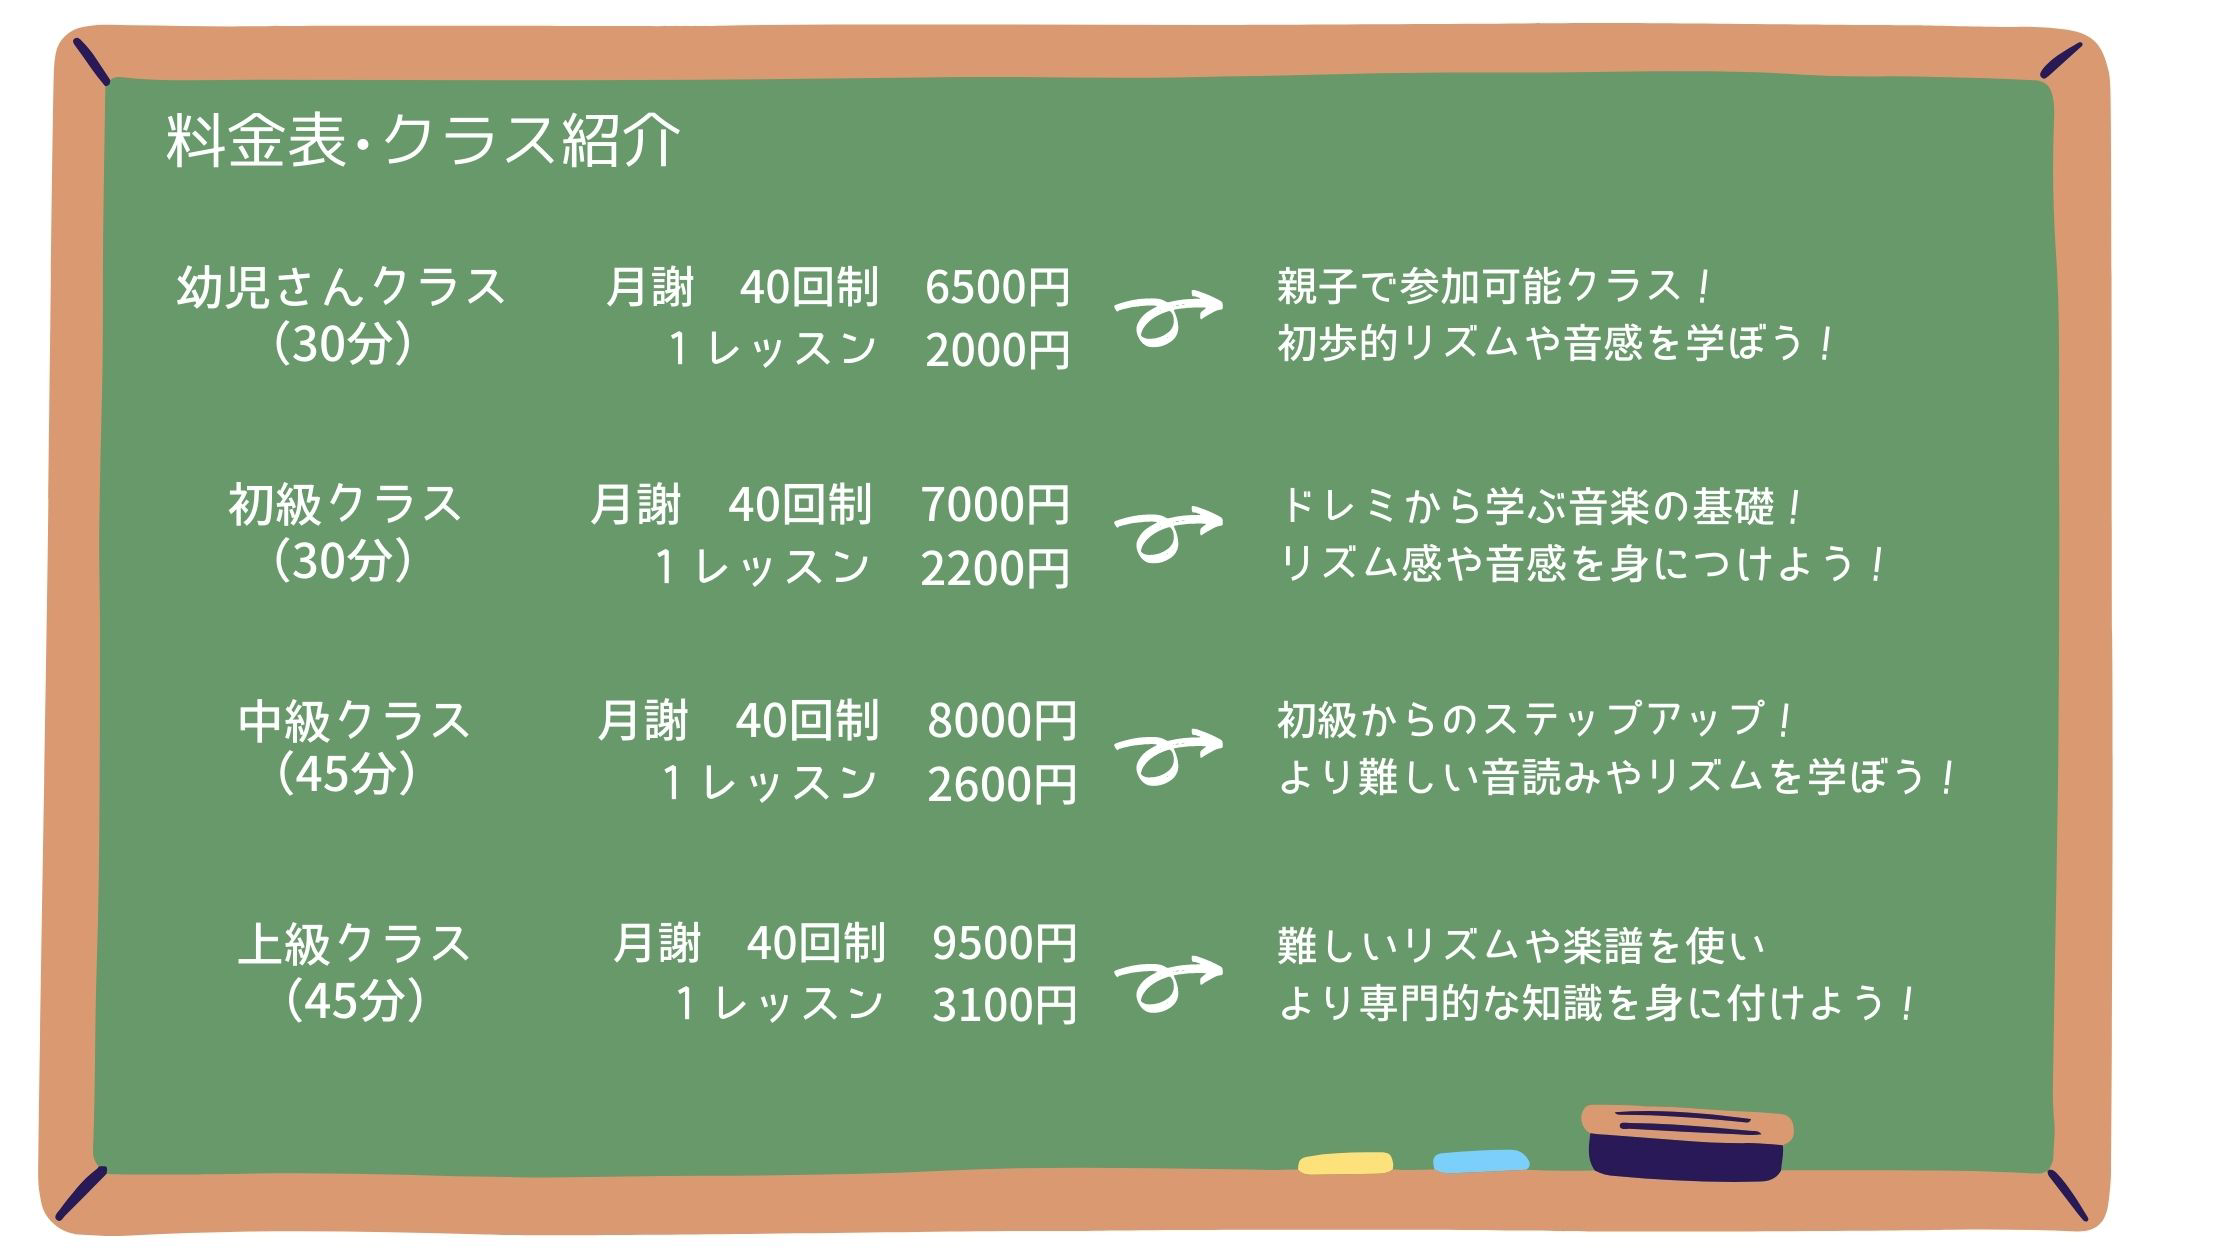 料金表・クラス紹介
幼児さんクラス 月謝 40回制 6500円 親子で参加可能クラス！
（30分） 1レッスン 2000円 初歩的リズムや音感を学ぼう！
初級クラス 月謝 40回制 7000円 ドレミから学ぶ音楽の基礎！
（30分） 1レッスン 2200円 リズム感や音感を身につけよう！
中級クラス 月謝 40回制 8000円 初級からのステップアップ！
（45分） 1レッスン 2600円 より難しい音読みやリズムを学ぼう！
上級クラス 月謝 40回制 9500円 難しいリズムや楽譜を使い
（45分） 1レッスン 3100円 より専門的な知識を身に付けよう！